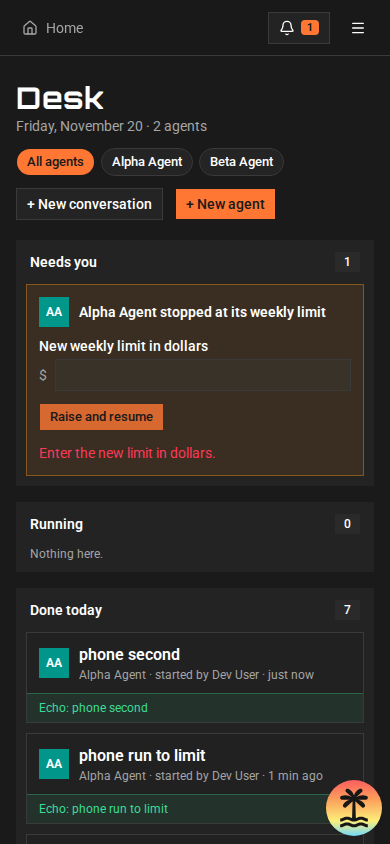 Home
1
Desk
Friday, November 20 · 2 agents
All agents
Alpha Agent
Beta Agent
+ New conversation
+ New agent
Needs you
1
AA
Alpha Agent stopped at its weekly limit
New weekly limit in dollars
$
Raise and resume
Enter the new limit in dollars.
Running
0
Nothing here.
Done today
7
AA
phone second
Alpha Agent · started by Dev User · just now
Echo: phone second
AA
phone run to limit
Alpha Agent · started by Dev User · 1 min ago
Echo: phone run to limit